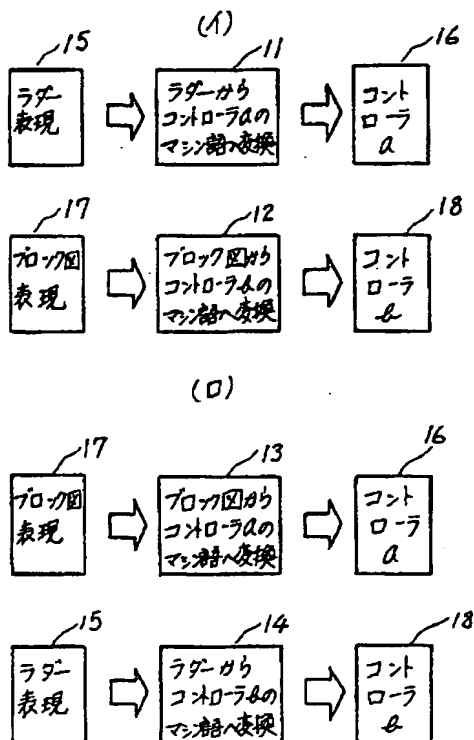 (イ)
15
11
16
ラダー
表現
ラダーから
コントローラaの
マシン語へ変換
コント
ローラ
a
17
12
18
ブロック図
表現
ブロック図から
コントローラbの
マシン語へ変換
コント
ローラ
b
(ロ)
17
13
16
ブロック図
表現
ブロック図から
コントローラaの
マシン語へ変換
コント
ローラ
a
15
14
18
ラダー
表現
ラダーから
コントローラbの
マシン語へ変換
コント
ローラ
b